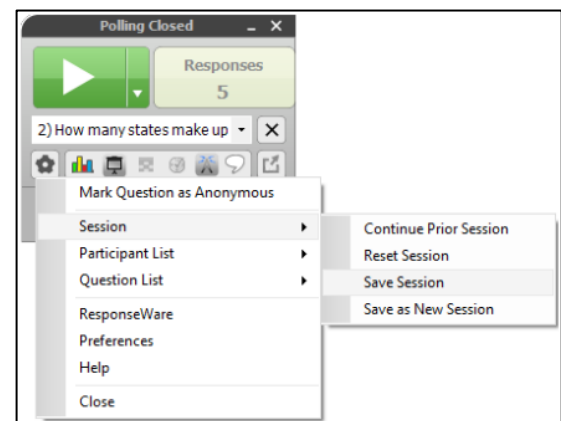 Polling Closed
Responses
5
2) How many states make up
Mark Question as Anonymous
Session
Participant List
Question List
ResponseWare
Preferences
Help
Close
Continue Prior Session
Reset Session
Save Session
Save as New Session